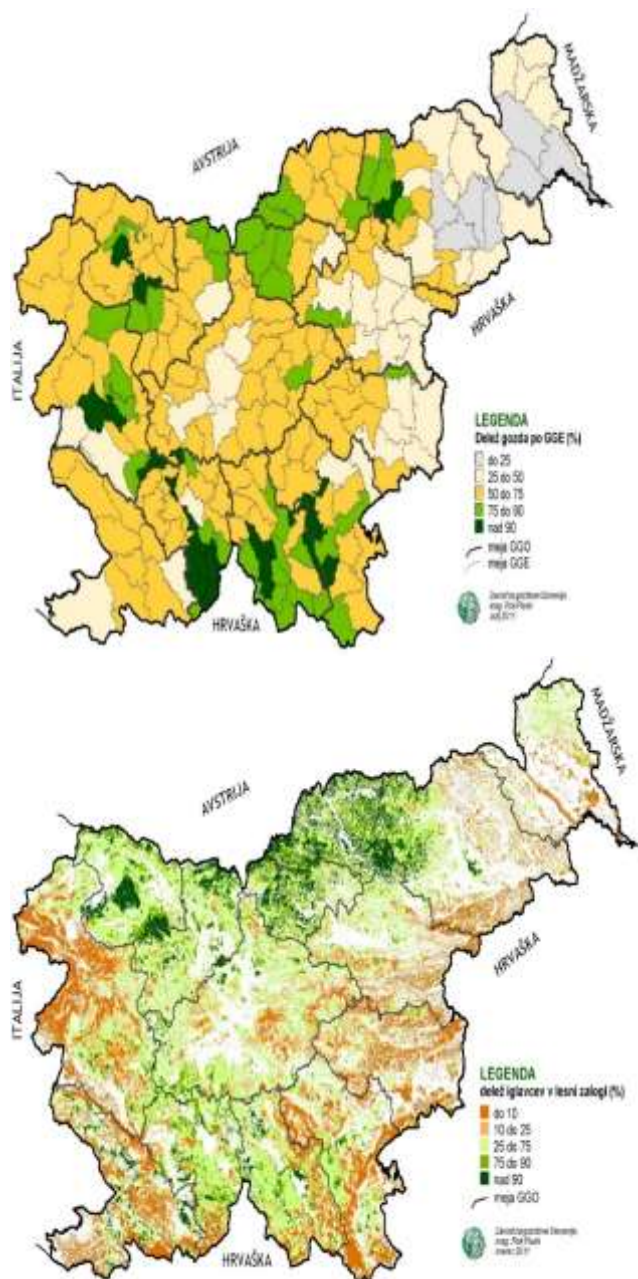 MADŽARSKA
AVSTRIJA
HRVAŠKA
ITALIJA
LEGENDA
Delež gozda po GGE (%)
do 25
25 do 50
50 do 75
75 do 90
nad 90
meja GGO
meja GGE
HRVAŠKA
MADŽARSKA
AVSTRIJA
HRVAŠKA
ITALIJA
LEGENDA
delež iglavcev v lesni zalogi (%)
do 10
10 do 25
25 do 75
75 do 90
nad 90
meja GGO
HRVAŠKA